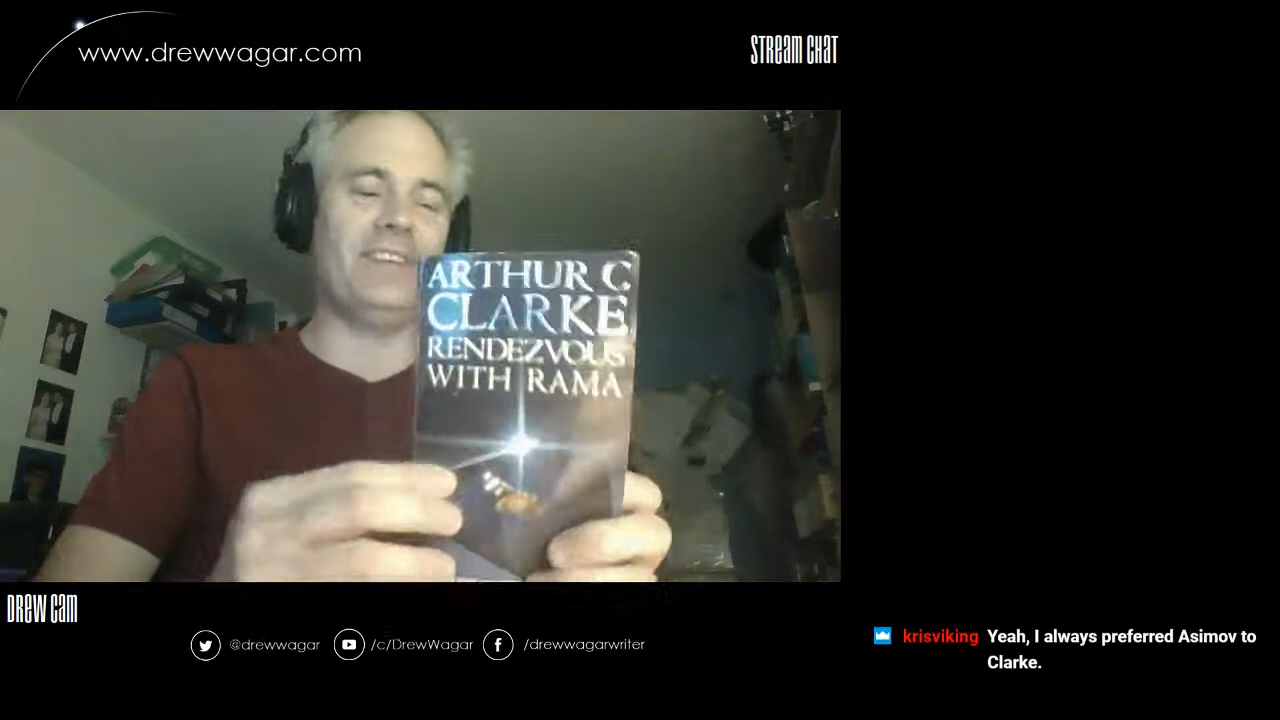 www.drewwagar.com
STREAM CHAT
ARTHUR C
CLARKE
RENDEZVOUS
WITH RAMA
DREW CAM
@drewwagar
/c/DrewWagar
/drewwagarwriter
krisviking Yeah, I always preferred Asimov to
Clarke.